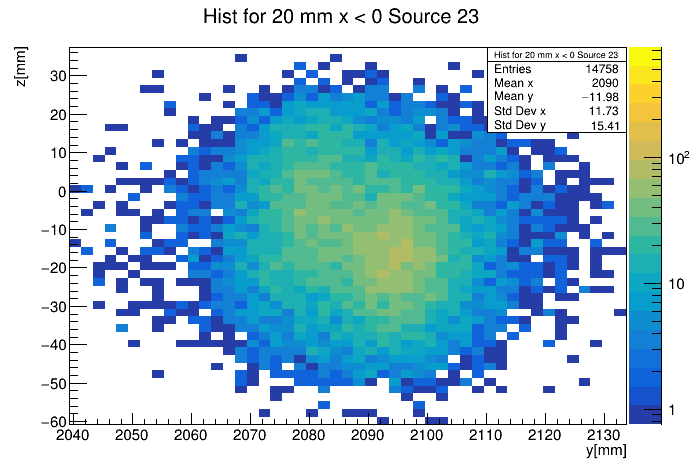 Hist for 20 mm x < 0 Source 23
z[mm]
Hist for 20 mm x < 0 Source 23
Entries 14758
Mean x 2090
Mean y −11.98
Std Dev x 11.73
Std Dev y 15.41
30
20
10
0
−10
−20
−30
−40
−50
−60
10²
10
1
2040 2050 2060 2070 2080 2090 2100 2110 2120 2130
y[mm]